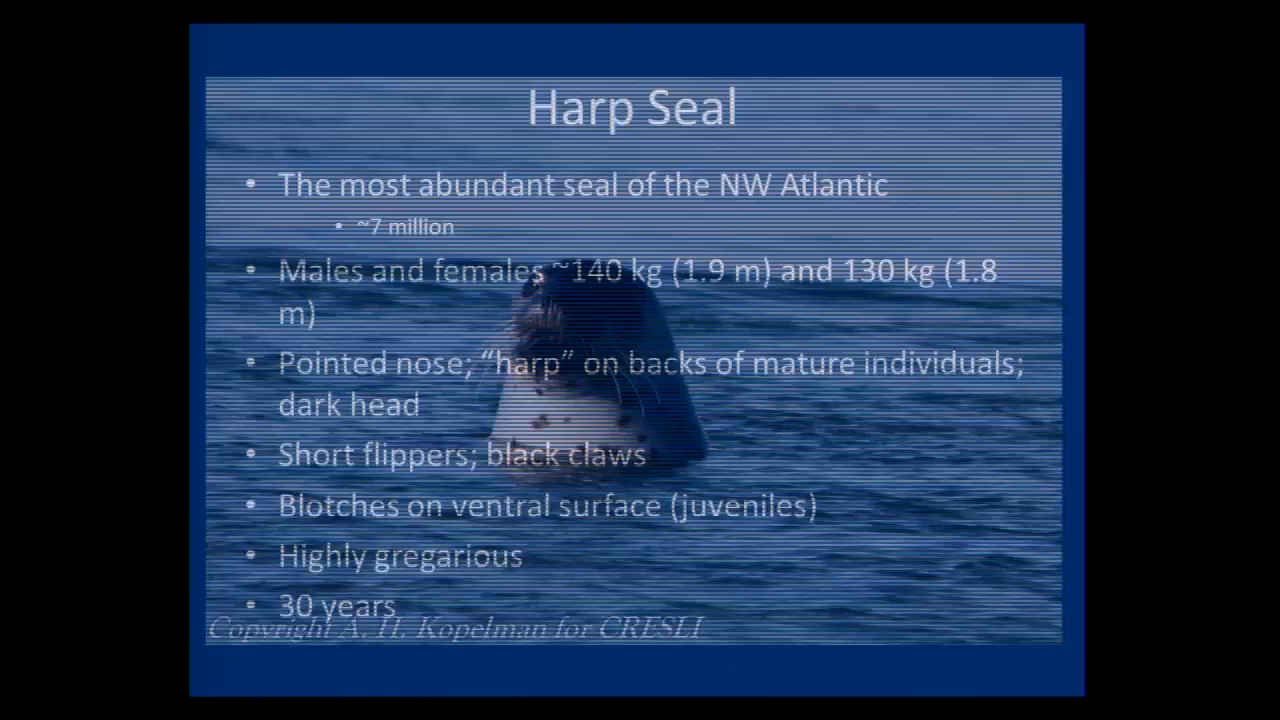 Harp Seal
• The most abundant seal of the NW Atlantic
• ~7 million
• Males and females ~140 kg (1.9 m) and 130 kg (1.8
m)
• Pointed nose; “harp” on backs of mature individuals;
dark head
• Short flippers; black claws
• Blotches on ventral surface (juveniles)
• Highly gregarious
• 30 years
Copyright A. H. Kopelman for CRESLI